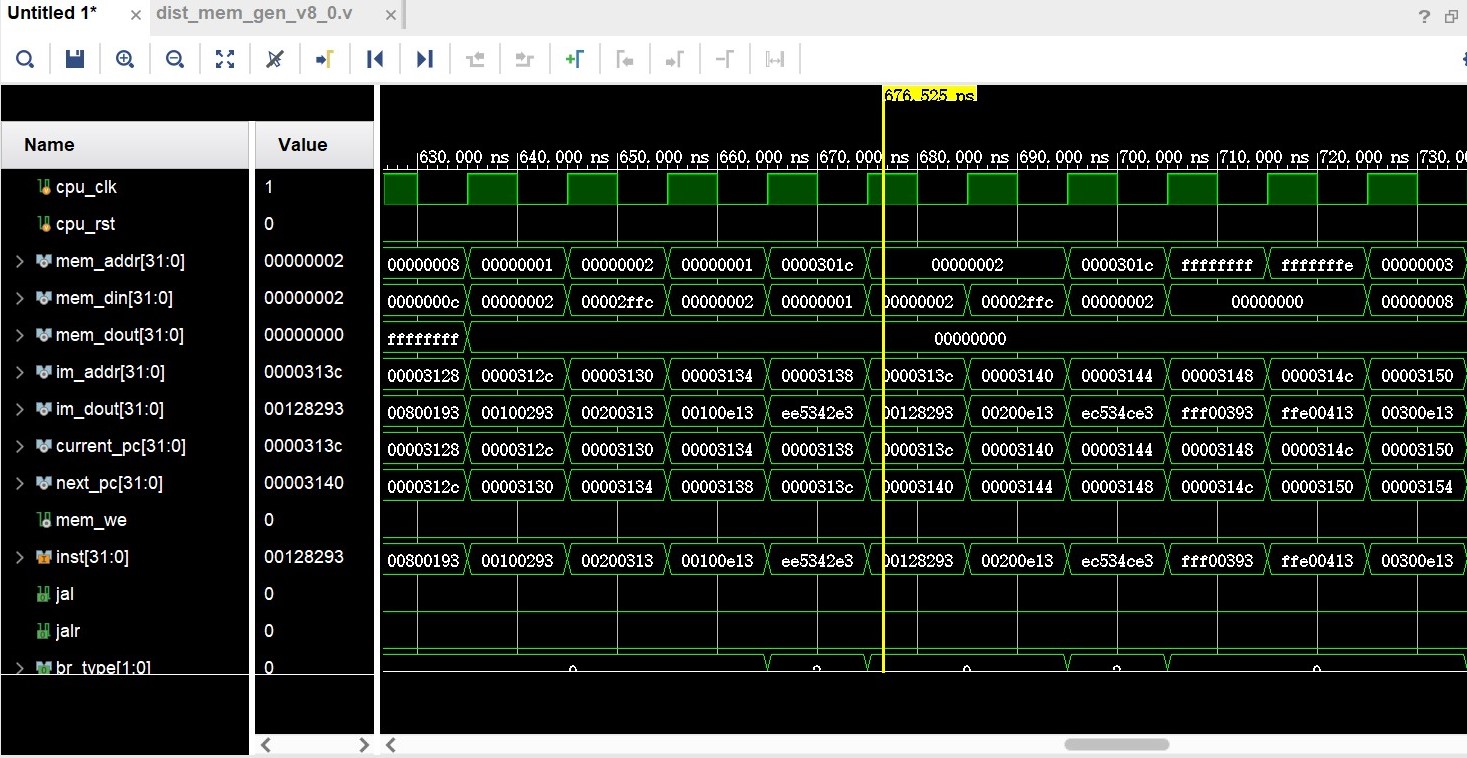 Untitled 1* × dist_mem_gen_v8_0.v ×
?
676.525 ns
Name Value
630.000 ns 640.000 ns 650.000 ns 660.000 ns 670.000 ns 680.000 ns 690.000 ns 700.000 ns 710.000 ns 720.000 ns 730.0
cpu_clk 1
cpu_rst 0
mem_addr[31:0] 00000002 00000008 00000001 00000002 00000001 0000301c 00000002 0000301c ffffffff fffffffe 00000003
mem_din[31:0] 00000002 0000000c 00000002 00002ffc 00000002 00000001 00000002 00002ffc 00000002 00000000 00000008
mem_dout[31:0] 00000000 ffffffff 00000000
im_addr[31:0] 0000313c 00003128 0000312c 00003130 00003134 00003138 0000313c 00003140 00003144 00003148 0000314c 00003150
im_dout[31:0] 00128293 00800193 00100293 00200313 00100e13 ee5342e3 00128293 00200e13 ec534ce3 fff00393 ffe00413 00300e13
current_pc[31:0] 0000313c 00003128 0000312c 00003130 00003134 00003138 0000313c 00003140 00003144 00003148 0000314c 00003150
next_pc[31:0] 00003140 0000312c 00003130 00003134 00003138 0000313c 00003140 00003144 00003148 0000314c 00003150 00003154
mem_we 0
inst[31:0] 00128293 00800193 00100293 00200313 00100e13 ee5342e3 00128293 00200e13 ec534ce3 fff00393 ffe00413 00300e13
jal 0
jalr 0
br_type[1:0] 0